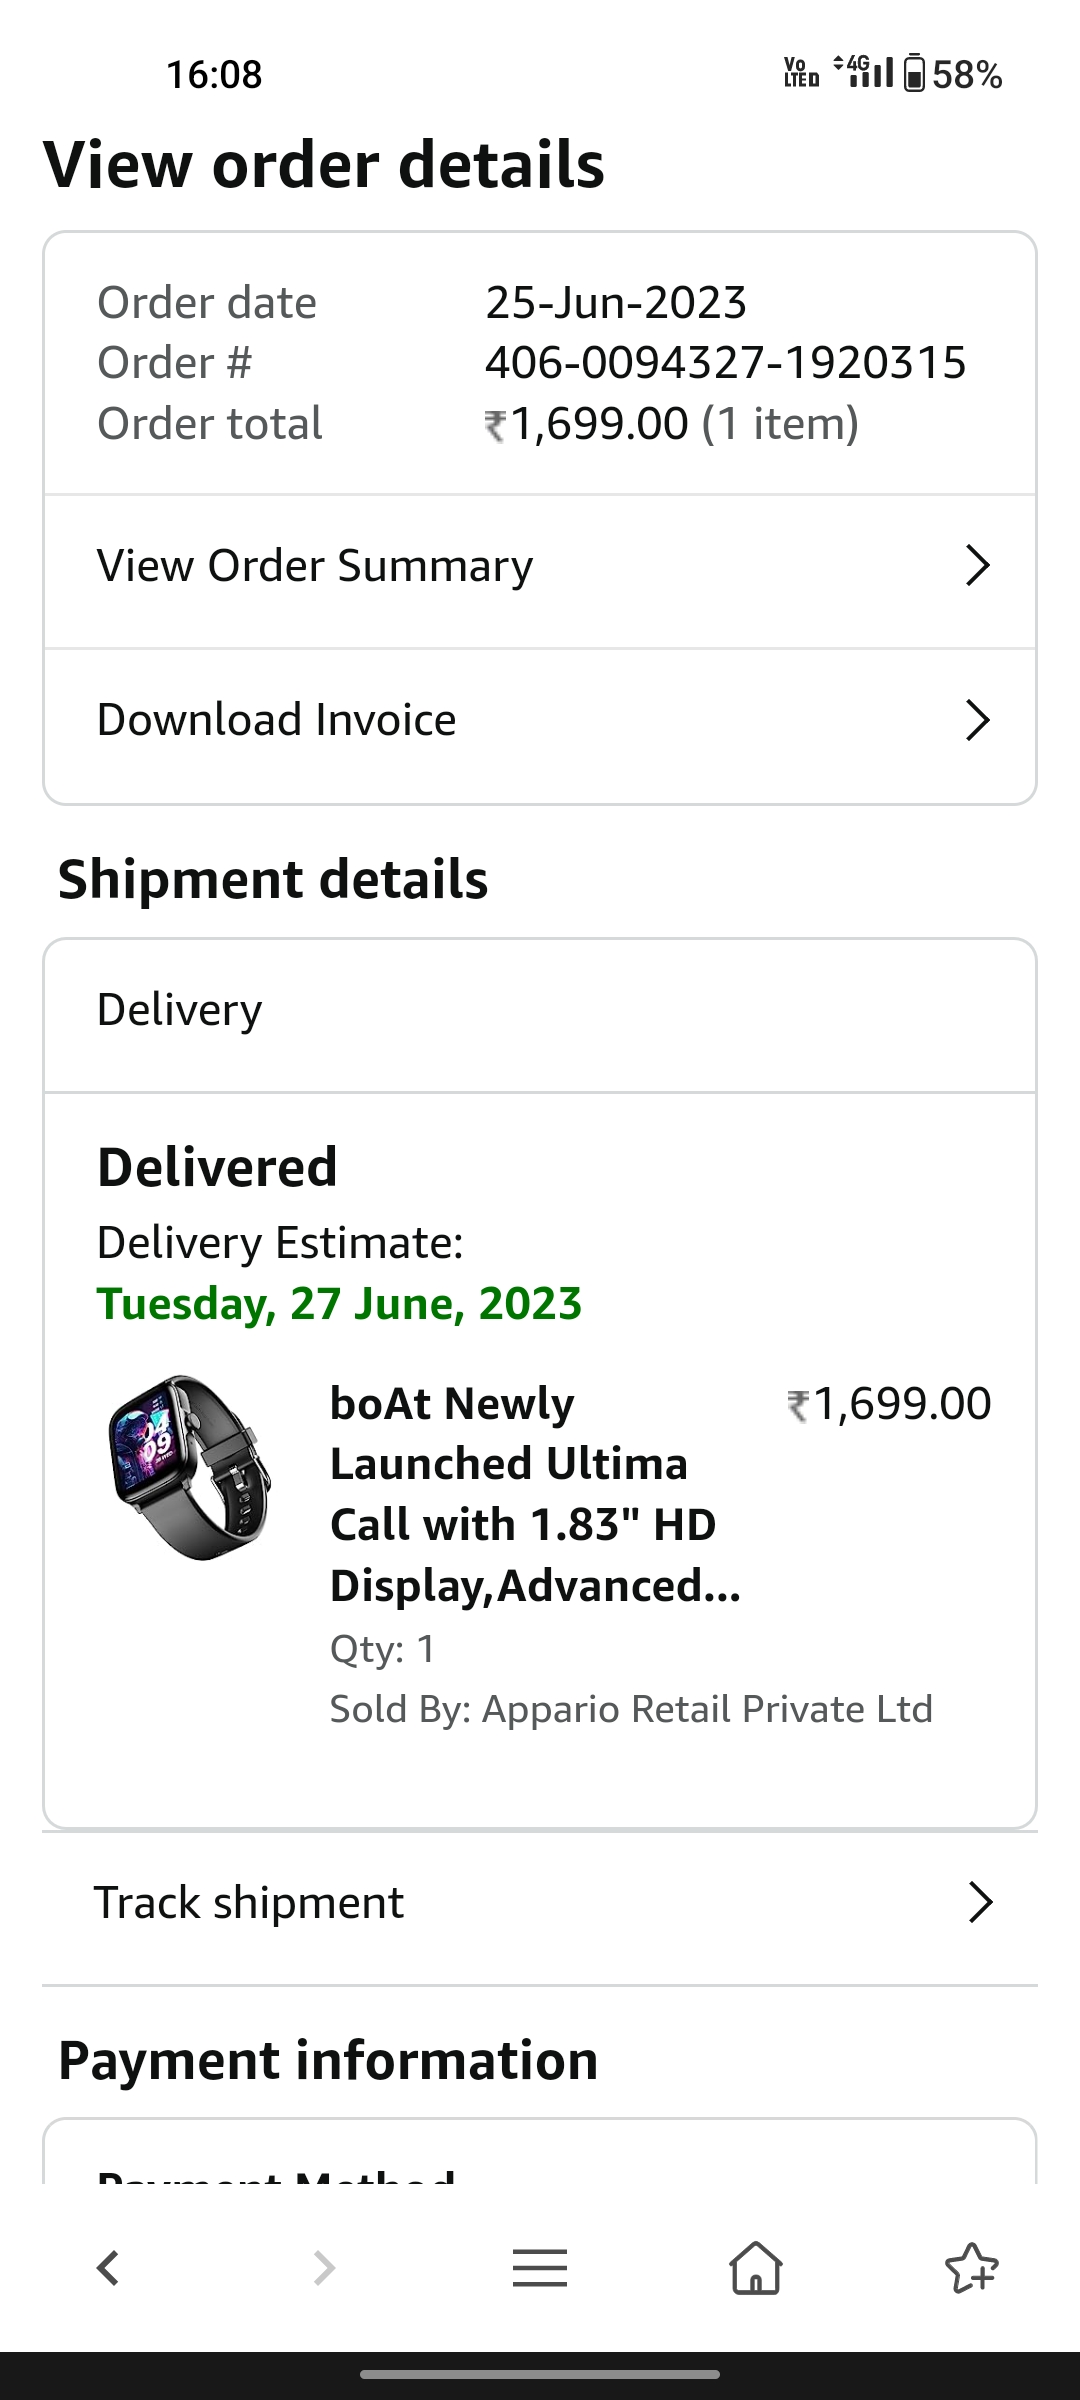 16:08
Vo LTED 4G 58%
View order details
Order date 25-Jun-2023
Order # 406-0094327-1920315
Order total ₹1,699.00 (1 item)
View Order Summary
Download Invoice
Shipment details
Delivery
Delivered
Delivery Estimate:
Tuesday, 27 June, 2023
boAt Newly ₹1,699.00
Launched Ultima
Call with 1.83" HD
Display,Advanced...
Qty: 1
Sold By: Appario Retail Private Ltd
Track shipment
Payment information
Payment Method